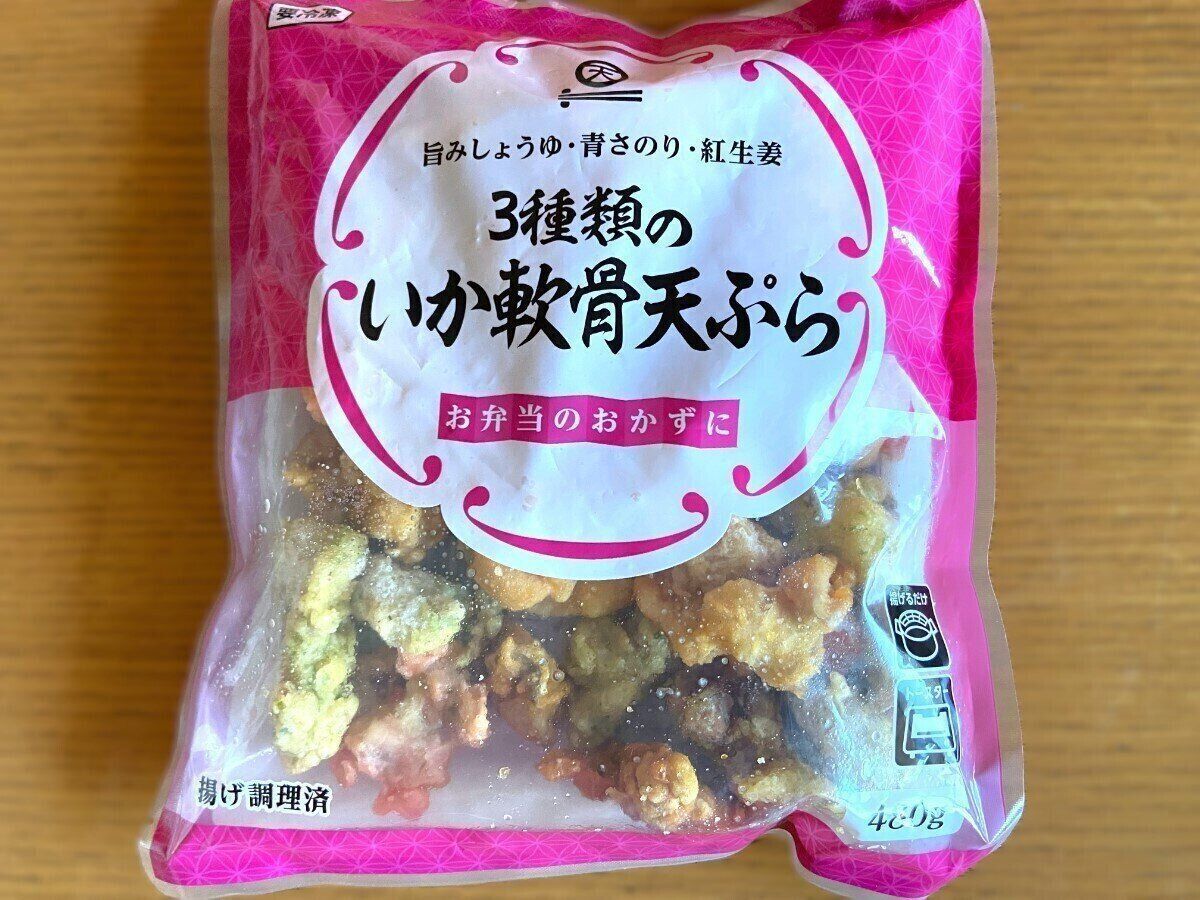 要冷凍
天
旨みしょうゆ・青さのり・紅生姜
3種類の
いか軟骨天ぷら
お弁当のおかずに
揚げるだけ
トースター
揚げ調理済
480g